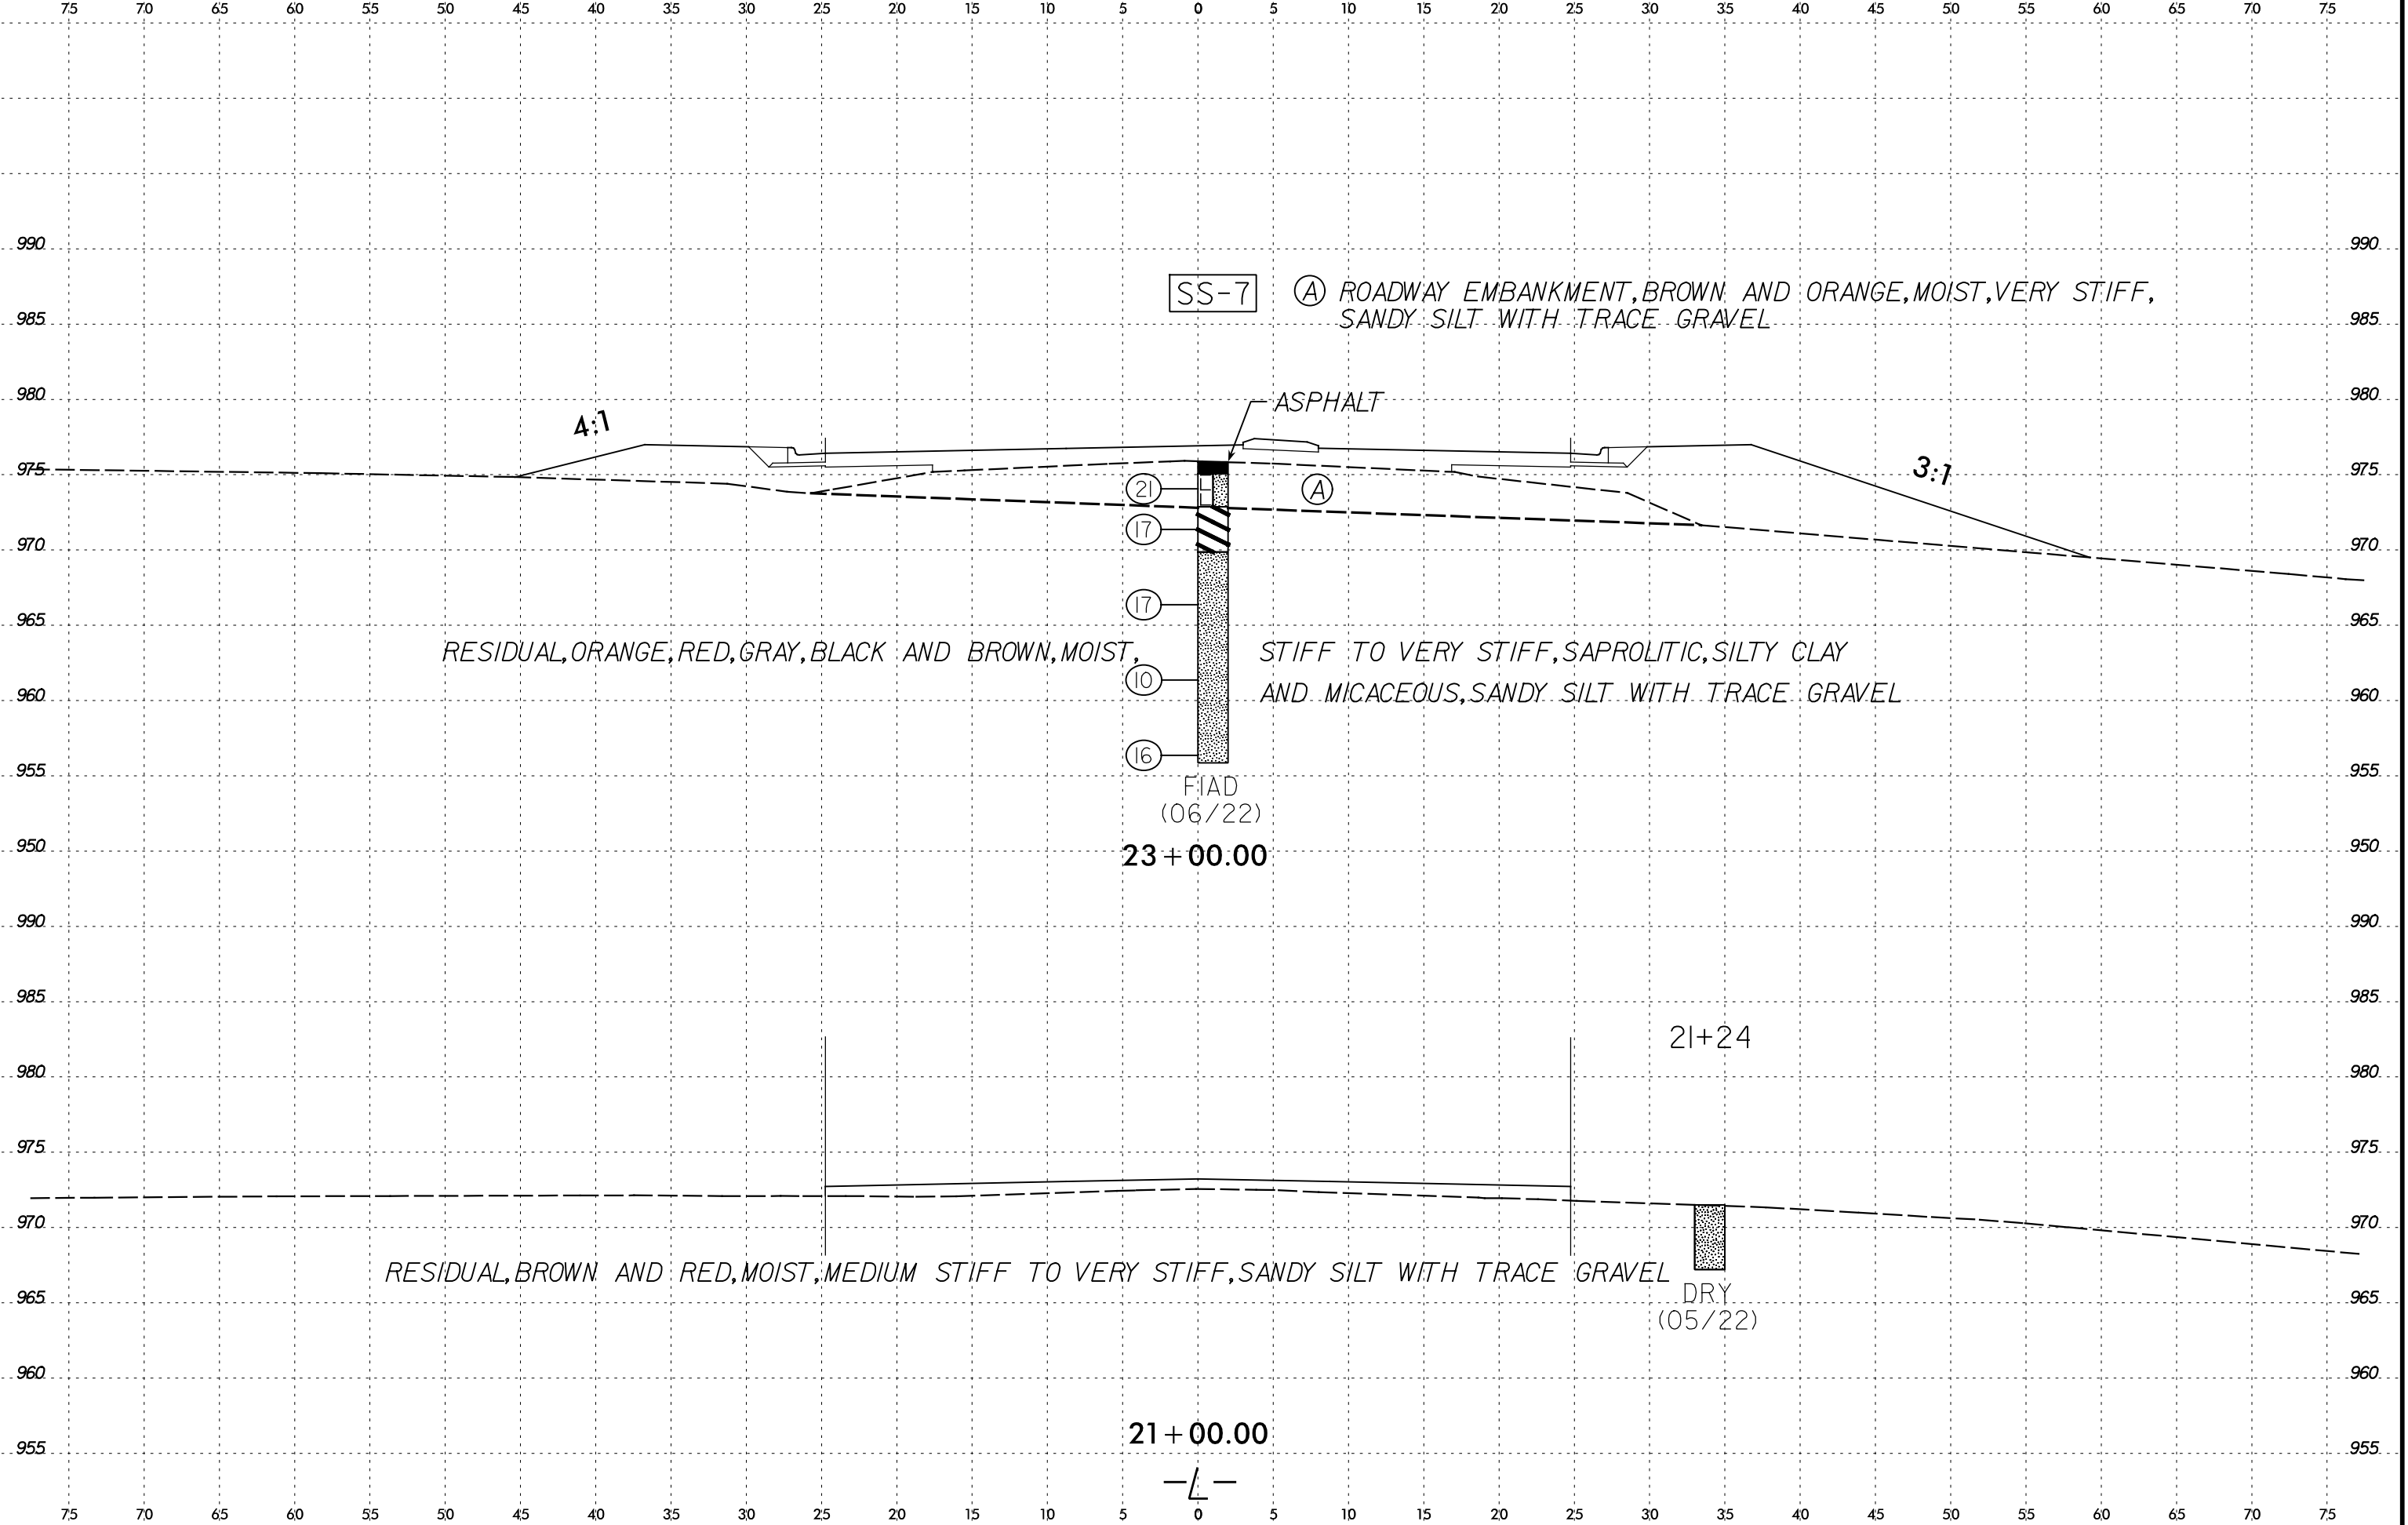 75 70 65 60 55 50 45 40 35 30 25 20 15 10 5 0 5 10 15 20 25 30 35 40 45 50 55 60 65 70 75
990 990
SS-7 Ⓐ ROADWAY EMBANKMENT, BROWN AND ORANGE, MOIST, VERY STIFF,
985 SANDY SILT WITH TRACE GRAVEL 985
980 ASPHALT 980
4:1
975 3:1 975
21 A
17
970 970
17
965 965
RESIDUAL, ORANGE, RED, GRAY, BLACK AND BROWN, MOIST, STIFF TO VERY STIFF, SAPROLITIC, SILTY CLAY
10
960 AND MICACEOUS, SANDY SILT WITH TRACE GRAVEL 960
16
955 955
FIAD
(06/22)
950 950
23+00.00
990 990
985 985
21+24
980 980
975 975
970 970
RESIDUAL, BROWN AND RED, MOIST, MEDIUM STIFF TO VERY STIFF, SANDY SILT WITH TRACE GRAVEL
965 DRY 965
(05/22)
960 960
21+00.00
955 955
-L-
75 70 65 60 55 50 45 40 35 30 25 20 15 10 5 0 5 10 15 20 25 30 35 40 45 50 55 60 65 70 75